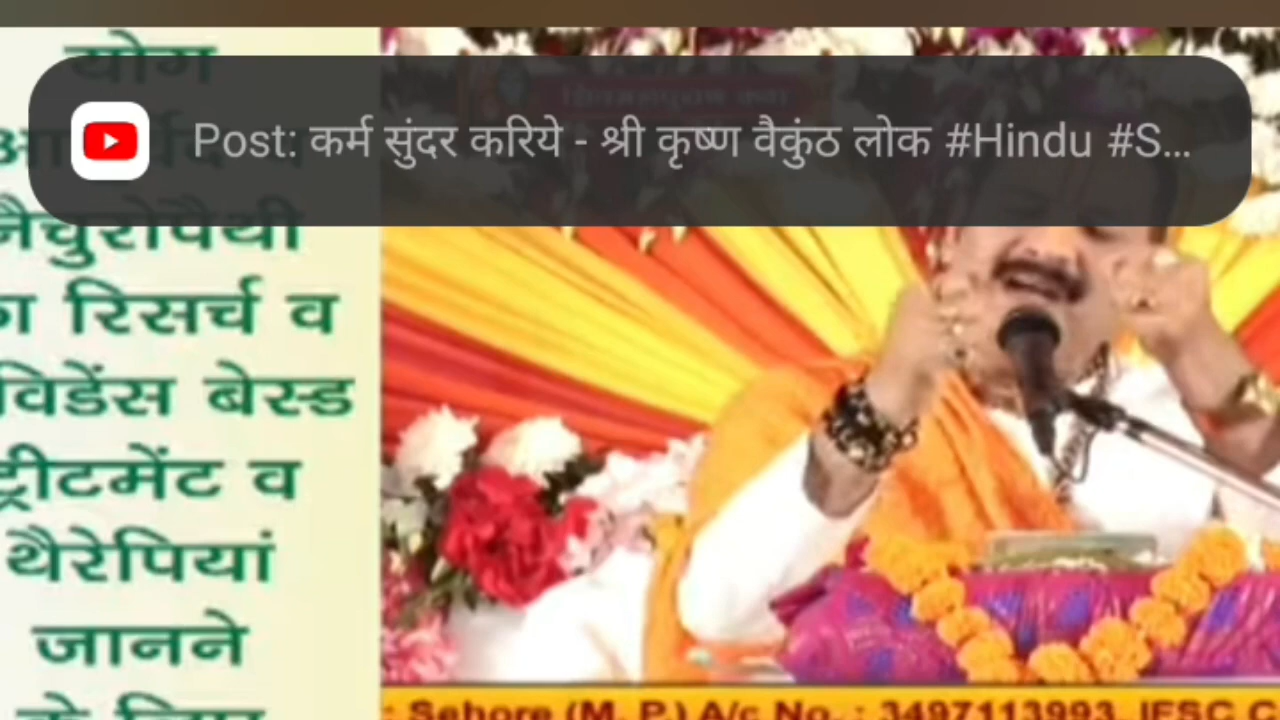 योग
Post: कर्म सुंदर करिये - श्री कृष्ण वैकुंठ लोक #Hindu #S...
नैचुरोपैथी
का रिसर्च व
विडेंस बेस्ड
ट्रीटमेंट व
थैरेपियां
जानने
के लिए
: Sehore (M. P.) A/c No. : 3497113993, IFSC C